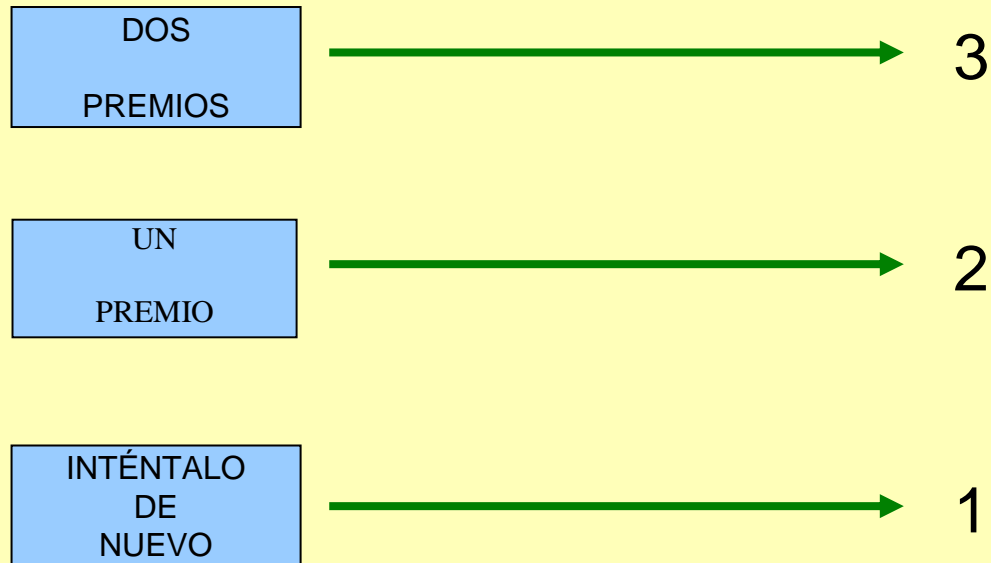 DOS
PREMIOS
3
UN
PREMIO
2
INTÉNTALO
DE
NUEVO
1